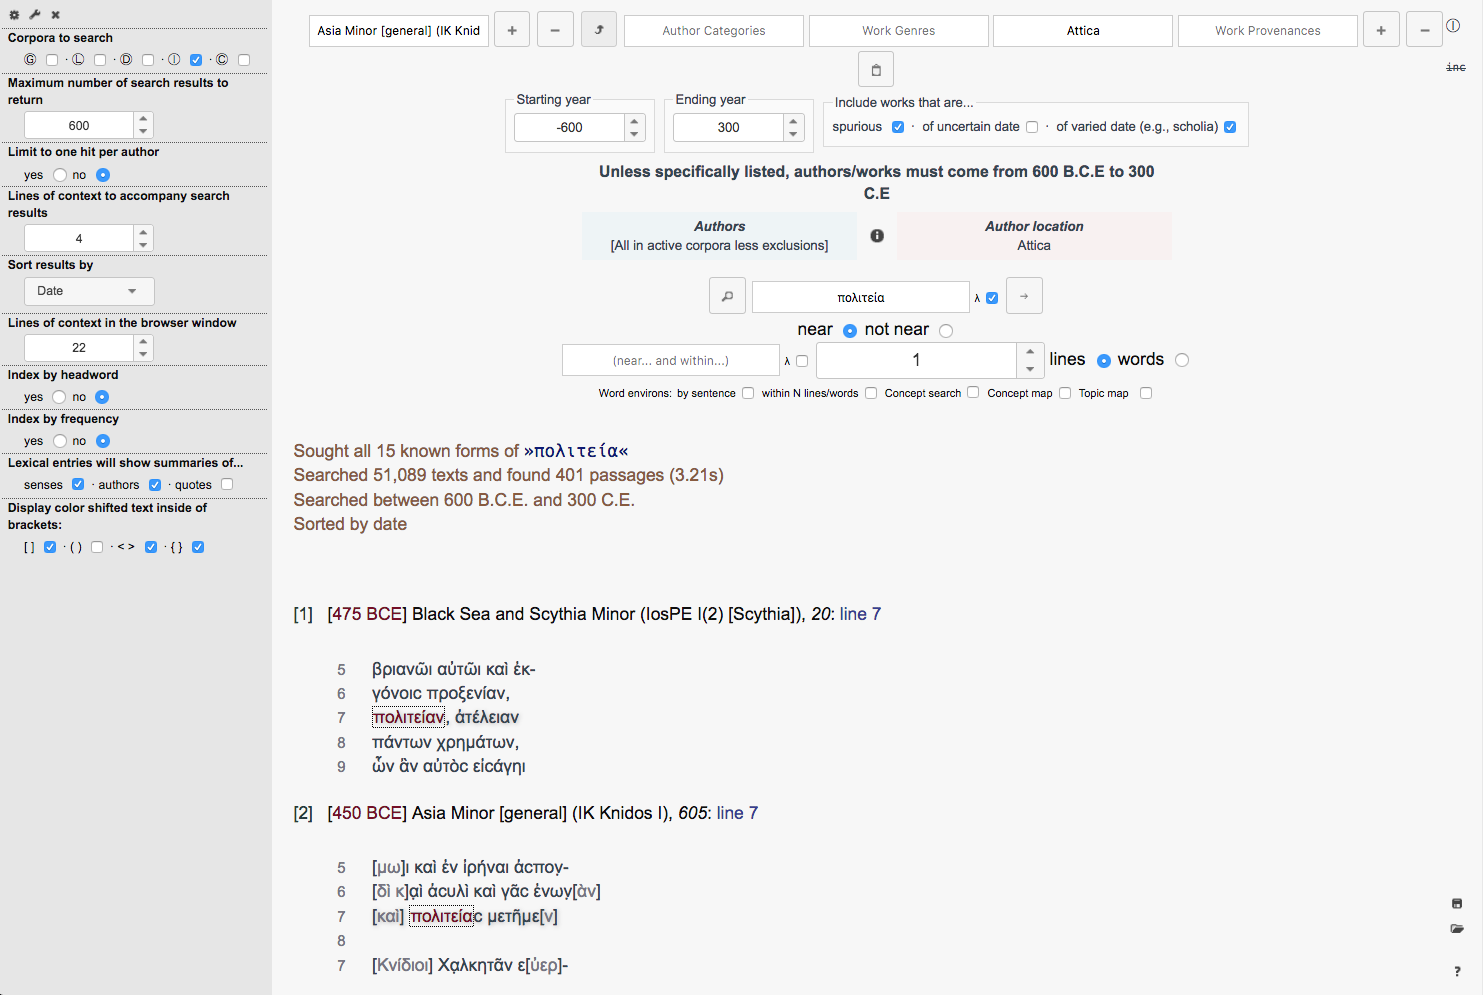 Corpora to search
Ⓖ · Ⓛ · Ⓓ · Ⓘ · Ⓒ
Maximum number of search results to
return
600
Limit to one hit per author
yes no
Lines of context to accompany search
results
4
Sort results by
Date
Lines of context in the browser window
22
Index by headword
yes no
Index by frequency
yes no
Lexical entries will show summaries of...
senses · authors · quotes
Display color shifted text inside of
brackets:
[ ] · ( ) · < > · { }
Asia Minor [general] (IK Knid + − Author Categories Work Genres Attica Work Provenances + − Ⓘ
inc
Starting year Ending year Include works that are...
-600 300 spurious · of uncertain date · of varied date (e.g., scholia)
Unless specifically listed, authors/works must come from 600 B.C.E to 300
C.E
Authors Author location
[All in active corpora less exclusions] Attica
πολιτεία λ →
near not near
(near... and within...) λ 1 lines words
Word environs: by sentence within N lines/words Concept search Concept map Topic map
Sought all 15 known forms of »πολιτεία«
Searched 51,089 texts and found 401 passages (3.21s)
Searched between 600 B.C.E. and 300 C.E.
Sorted by date
[1] [475 BCE] Black Sea and Scythia Minor (IosPE I(2) [Scythia]), 20: line 7
5 βριανῶι αὐτῶι καὶ ἐκ-
6 γόνοιϲ προξενίαν,
7 πολιτείαν, ἀτέλειαν
8 πάντων χρημάτων,
9 ὧν ἂν αὐτὸϲ εἰϲάγηι
[2] [450 BCE] Asia Minor [general] (IK Knidos I), 605: line 7
5 [μω]ι καὶ ἐν ἰρήναι ἀϲπογ̣-
6 [δὶ κ]α̣ὶ ἀϲυλὶ καὶ γᾶϲ ἐνωγ̣[ὰν]
7 [καὶ] πολιτείαϲ μετῆμε[ν]
8
7 [Κνίδιοι] Χα̣λκητᾶν ε[ὐερ]-
?